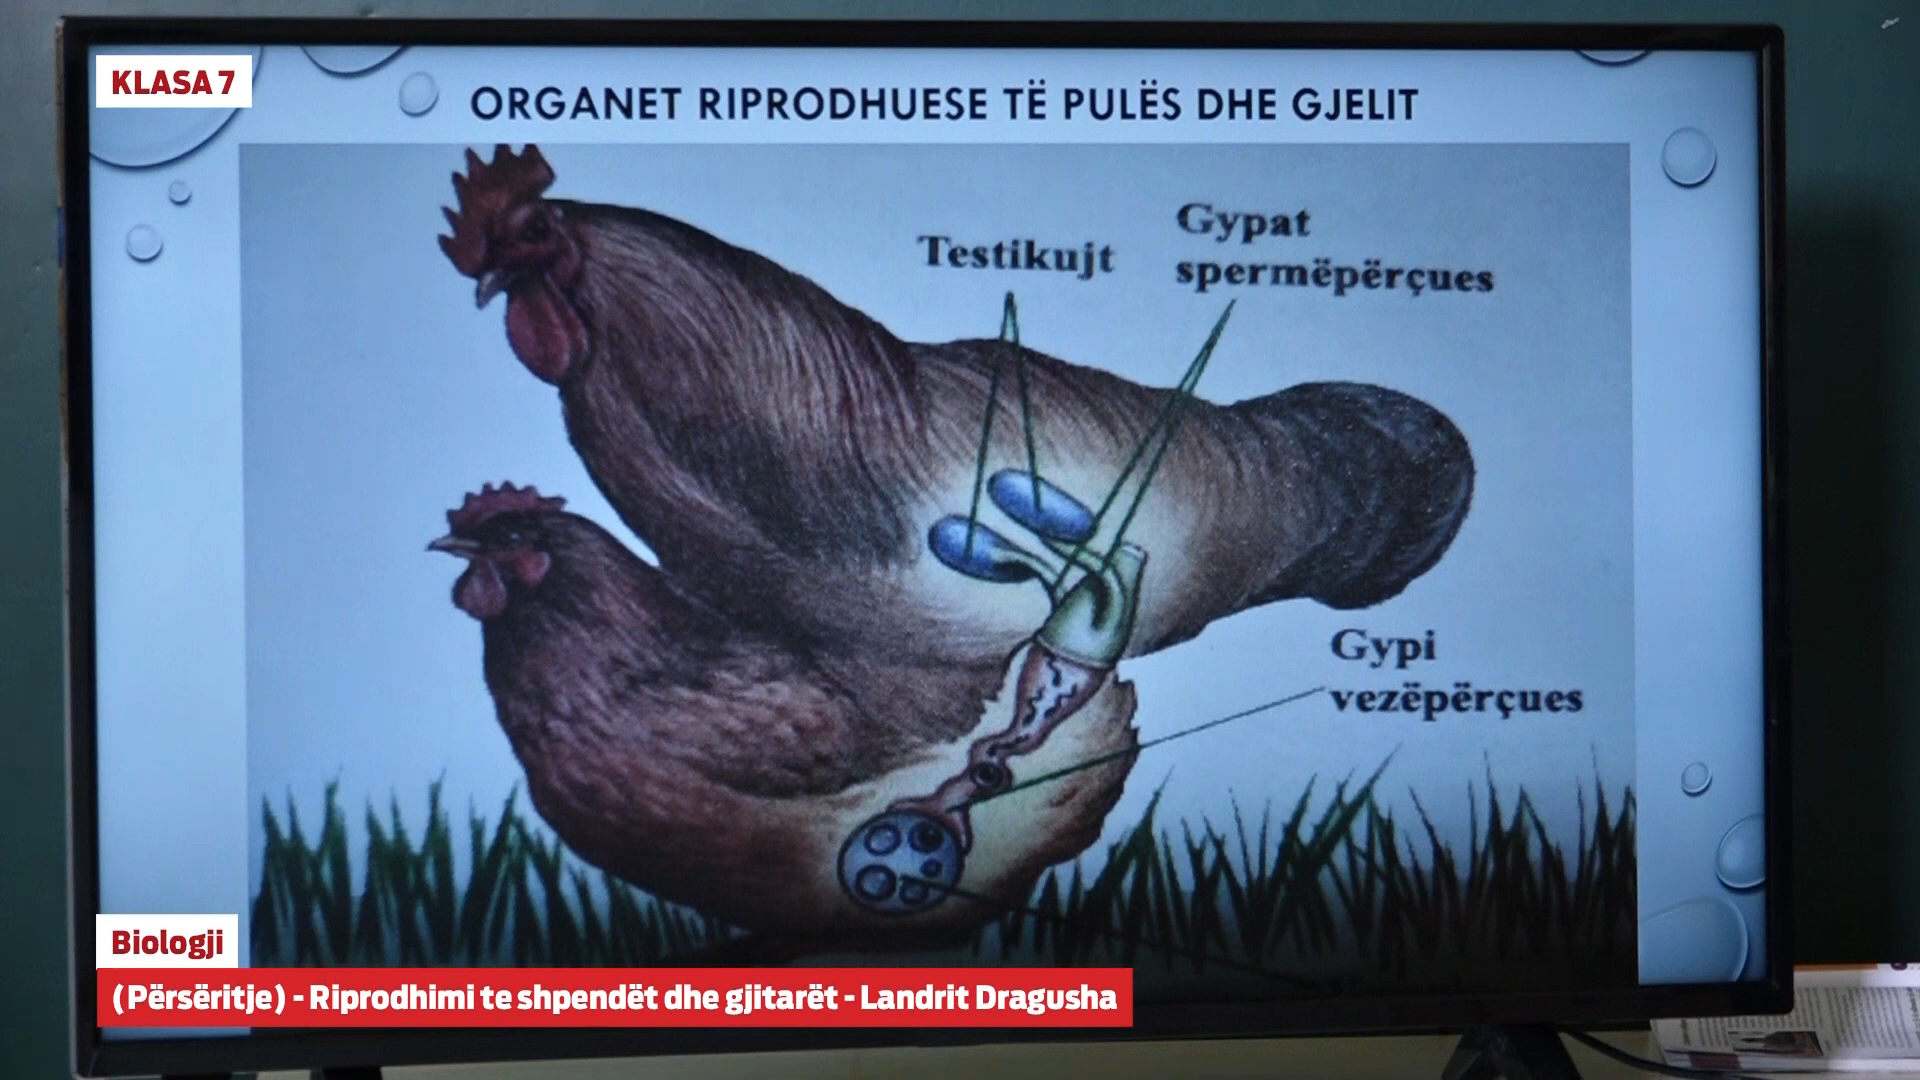 KLASA 7
ORGANET RIPRODHUESE TË PULËS DHE GJELIT
Testikujt
Gypat
spermëpërçues
Gypi
vezëpërçues
Biologji
(Përsëritje) - Riprodhimi te shpendët dhe gjitarët - Landrit Dragusha